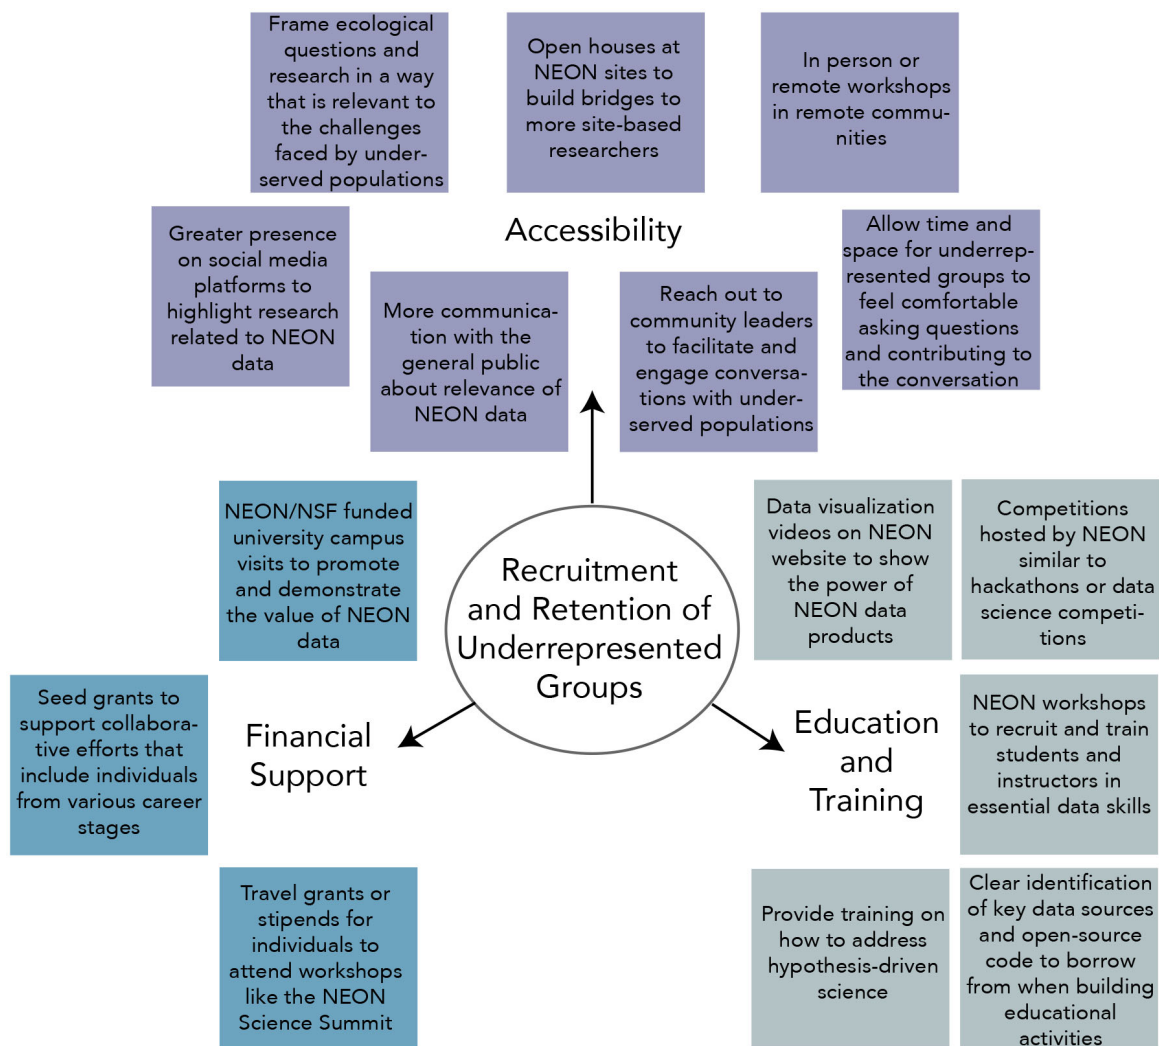 Frame ecological
questions and
research in a way
that is relevant to
the challenges
faced by under-
served populations
Open houses at
NEON sites to
build bridges to
more site-based
researchers
In person or
remote workshops
in remote commu-
nities
Greater presence
on social media
platforms to
highlight research
related to NEON
data
Accessibility
More communica-
tion with the
general public
about relevance of
NEON data
Reach out to
community leaders
to facilitate and
engage conversa-
tions with under-
served populations
Allow time and
space for underrep-
resented groups to
feel comfortable
asking questions
and contributing to
the conversation
NEON/NSF funded
university campus
visits to promote
and demonstrate
the value of NEON
data
Recruitment
and Retention of
Underrepresented
Groups
Data visualization
videos on NEON
website to show
the power of
NEON data
products
Competitions
hosted by NEON
similar to
hackathons or data
science competi-
tions
Seed grants to
support collabora-
tive efforts that
include individuals
from various career
stages
Financial
Support
Education
and
Training
NEON workshops
to recruit and train
students and
instructors in
essential data skills
Travel grants or
stipends for
individuals to
attend workshops
like the NEON
Science Summit
Provide training on
how to address
hypothesis-driven
science
Clear identification
of key data sources
and open-source
code to borrow
from when building
educational
activities